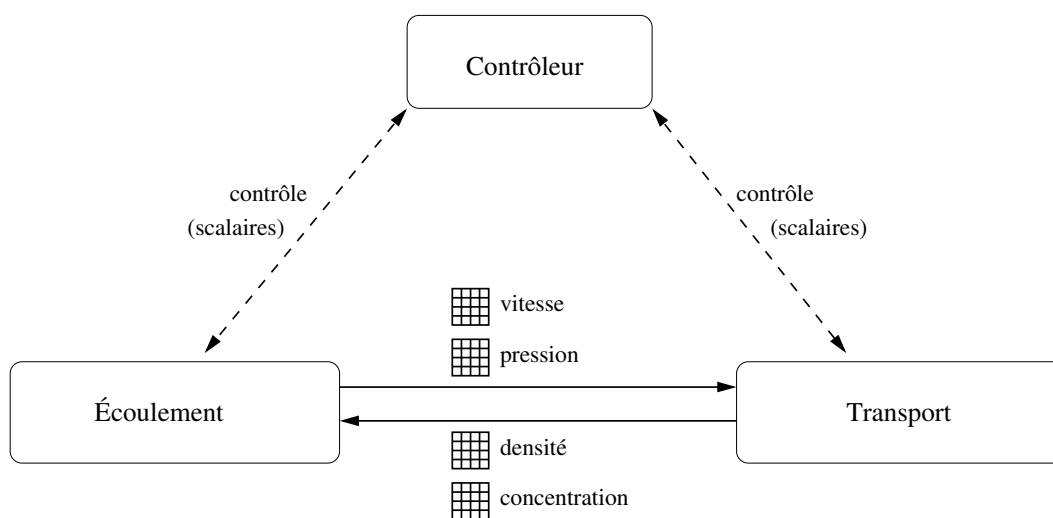 Contrôleur
contrôle
(scalaires)
contrôle
(scalaires)
vitesse
pression
Écoulement
Transport
densité
concentration